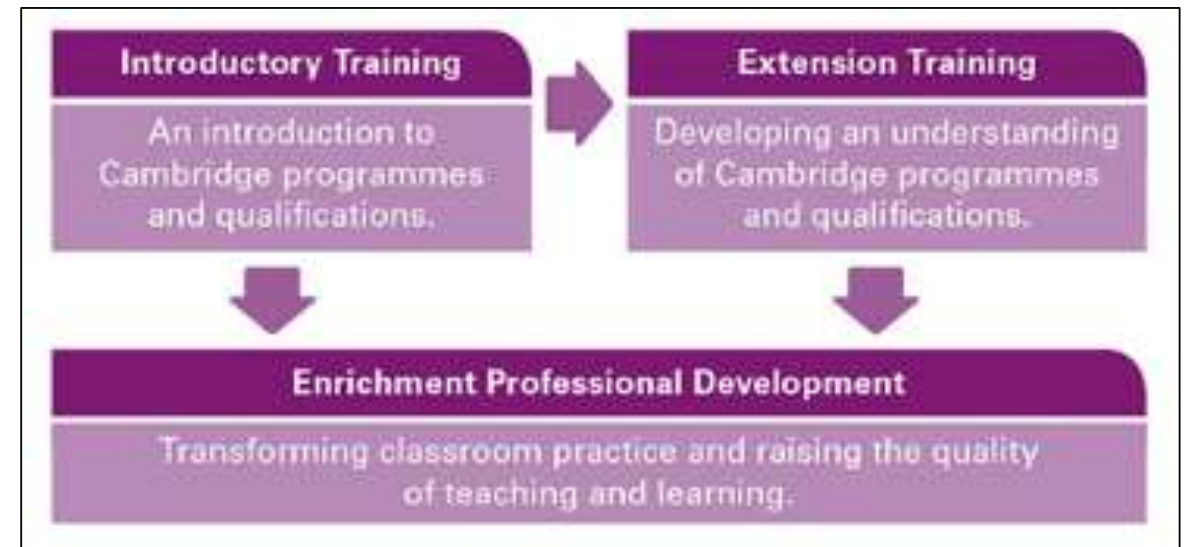 Introductory Training
An introduction to
Cambridge programmes
and qualifications.
Extension Training
Developing an understanding
of Cambridge programmes
and qualifications.
Enrichment Professional Development
Transforming classroom practice and raising the quality
of teaching and learning.